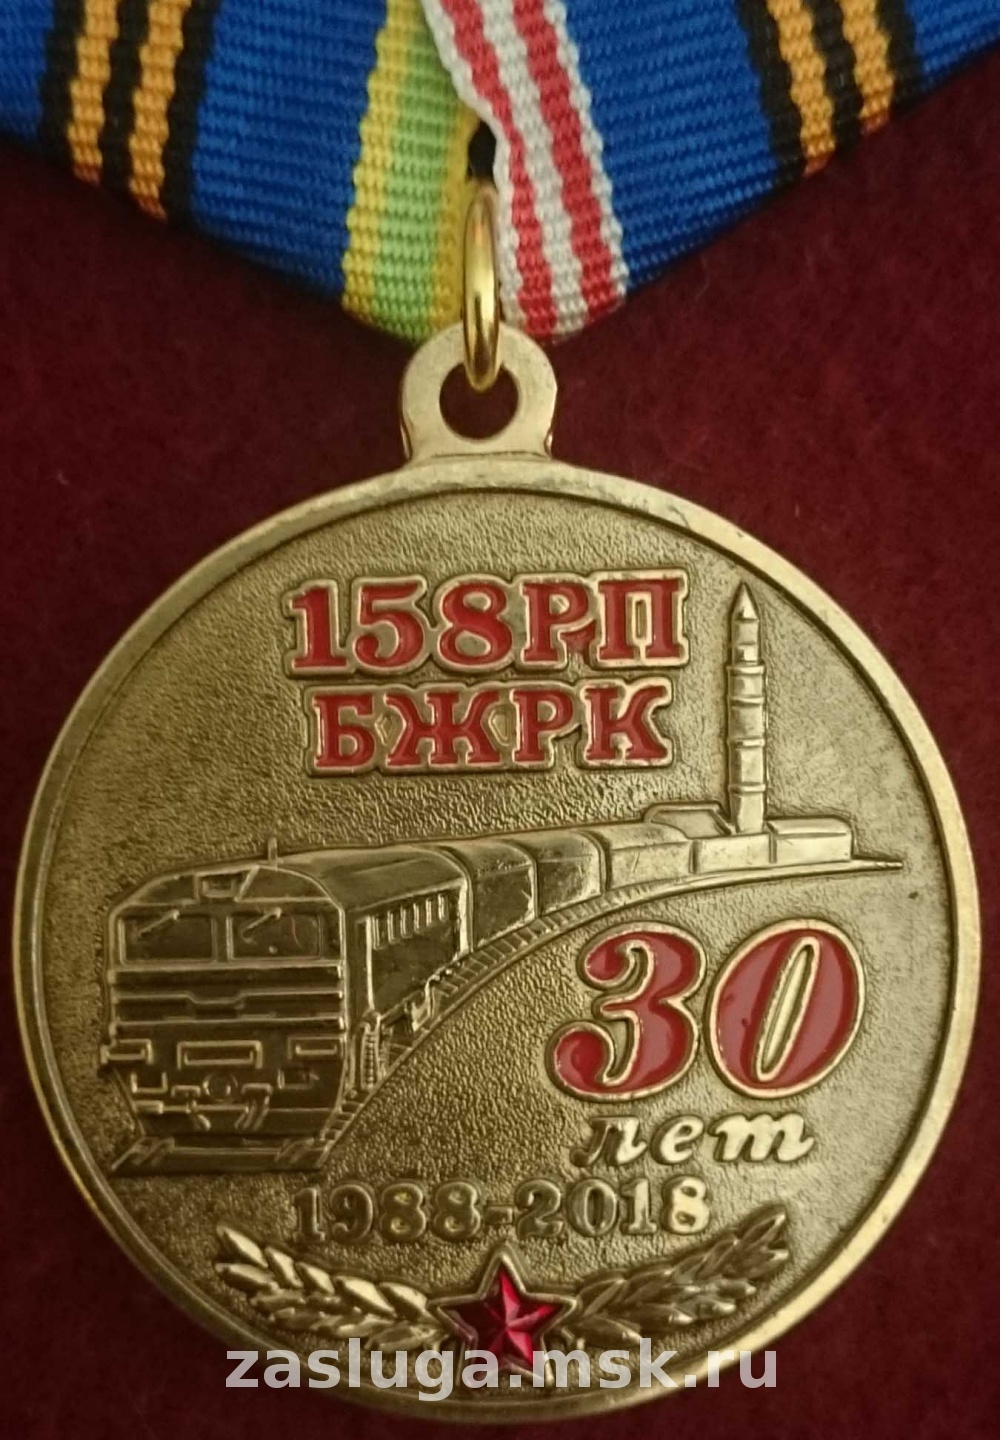 158РП
БЖРК
30
лет
1988-2018
zasluga.msk.ru